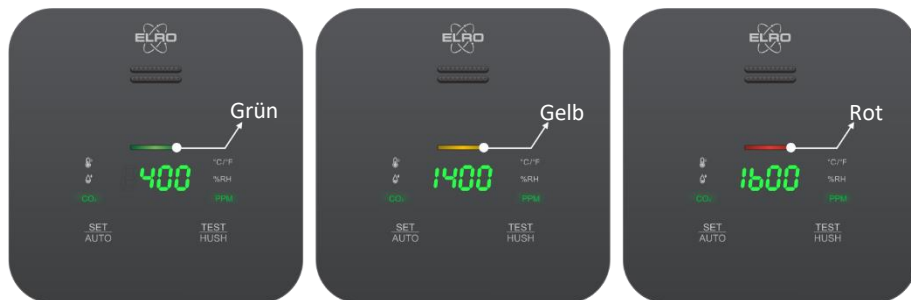 ELRO
Grün
°C/°F
400
%RH
CO₂
PPM
SET
AUTO
TEST
HUSH
ELRO
Gelb
°C/°F
1400
%RH
CO₂
PPM
SET
AUTO
TEST
HUSH
ELRO
Rot
°C/°F
1600
%RH
CO₂
PPM
SET
AUTO
TEST
HUSH